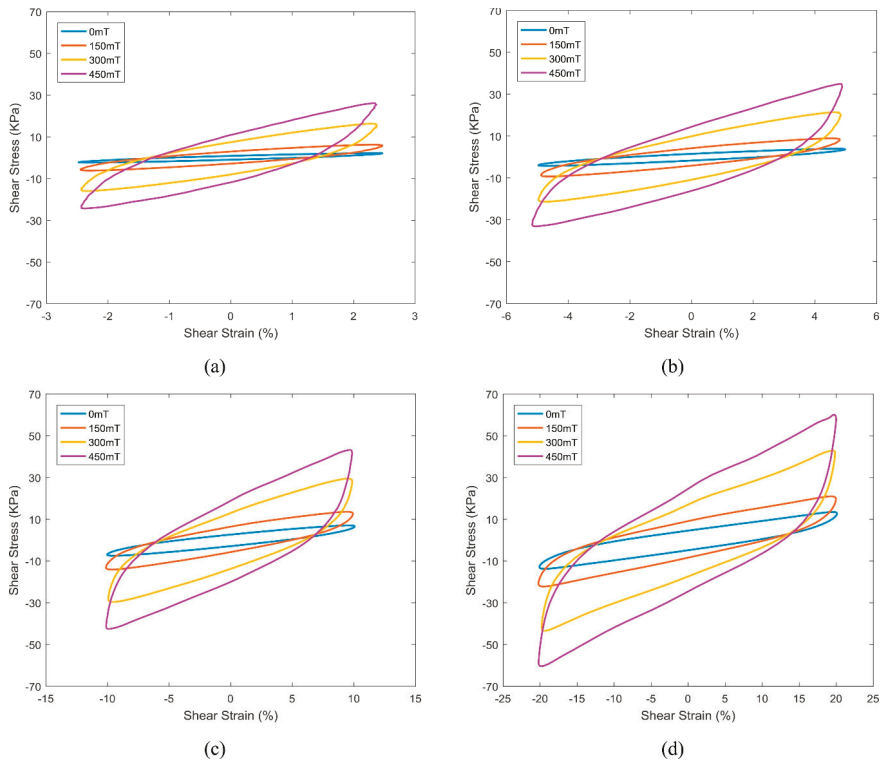 70
50
30
10
-10
-30
-50
-70
Shear Stress (KPa)
0mT
150mT
300mT
450mT
-3 -2 -1 0 1 2 3
Shear Strain (%)
(a)
70
50
30
10
-10
-30
-50
-70
Shear Stress (KPa)
0mT
150mT
300mT
450mT
-6 -4 -2 0 2 4 6
Shear Strain (%)
(b)
70
50
30
10
-10
-30
-50
-70
Shear Stress (KPa)
0mT
150mT
300mT
450mT
-15 -10 -5 0 5 10 15
Shear Strain (%)
(c)
70
50
30
10
-10
-30
-50
-70
Shear Stress (KPa)
0mT
150mT
300mT
450mT
-25 -20 -15 -10 -5 0 5 10 15 20 25
Shear Strain (%)
(d)